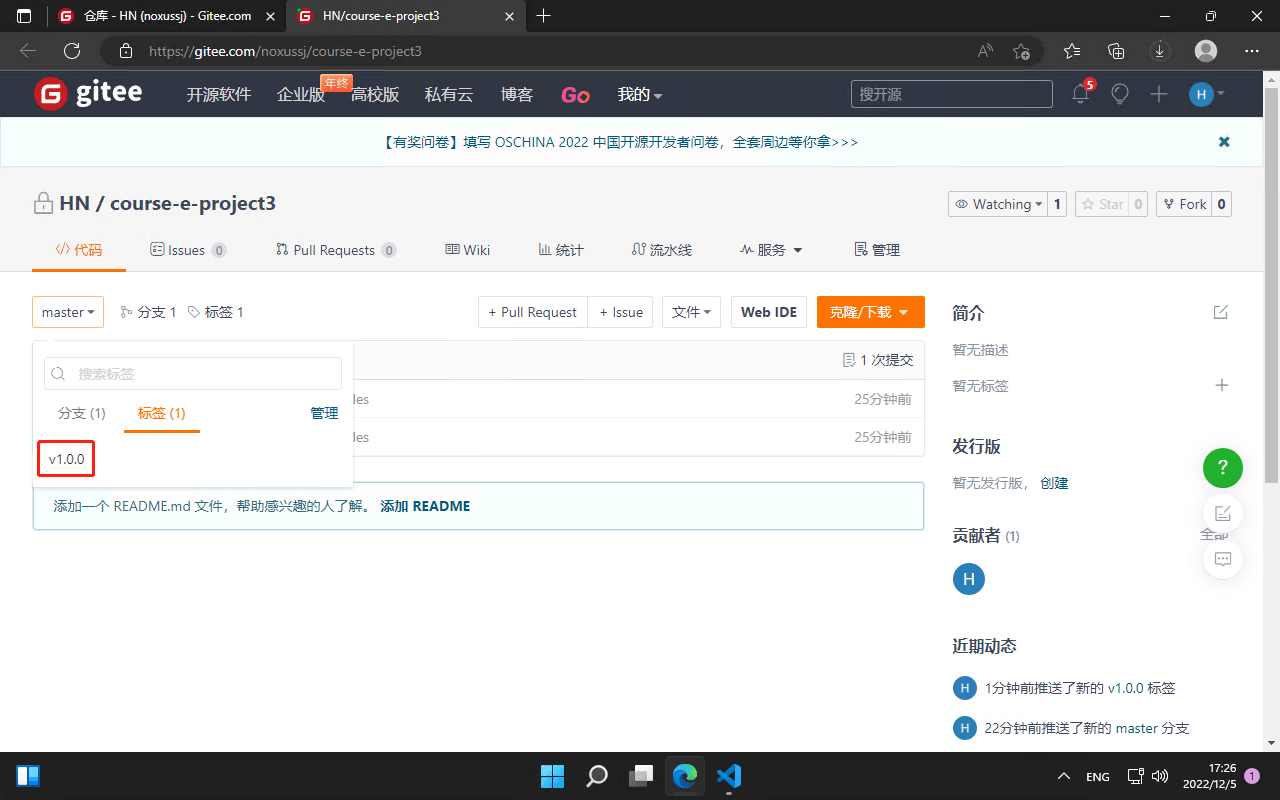 仓库 - HN (noxussj) - Gitee.com
HN/course-e-project3
https://gitee.com/noxussj/course-e-project3
gitee
开源软件
企业版
年终
高校版
私有云
博客
Go
我的
搜开源
5
H
【有奖问卷】填写 OSCHINA 2022 中国开源开发者问卷，全套周边等你拿>>>
HN / course-e-project3
Watching 1
Star 0
Fork 0
代码
Issues 0
Pull Requests 0
Wiki
统计
流水线
服务
管理
master
分支 1
标签 1
+ Pull Request
+ Issue
文件
Web IDE
克隆/下载
搜索标签
分支 (1)
标签 (1)
管理
v1.0.0
1 次提交
les
25分钟前
les
25分钟前
添加一个 README.md 文件，帮助感兴趣的人了解。 添加 README
简介
暂无描述
暂无标签
发行版
暂无发行版， 创建
贡献者 (1)
全部
H
近期动态
H
1分钟前推送了新的 v1.0.0 标签
H
22分钟前推送了新的 master 分支
?
ENG
17:26
2022/12/5
1